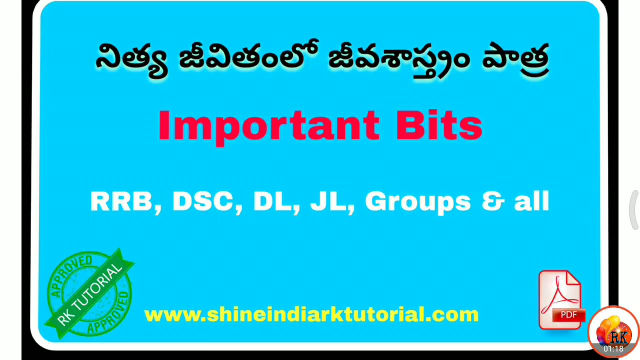 నిత్య జీవితంలో జీవశాస్త్రం పాత్ర
Important Bits
RRB, DSC, DL, JL, Groups & all
APPROVED
RK TUTORIAL
APPROVED
www.shineindiarktutorial.com
PDF
RK
01:18